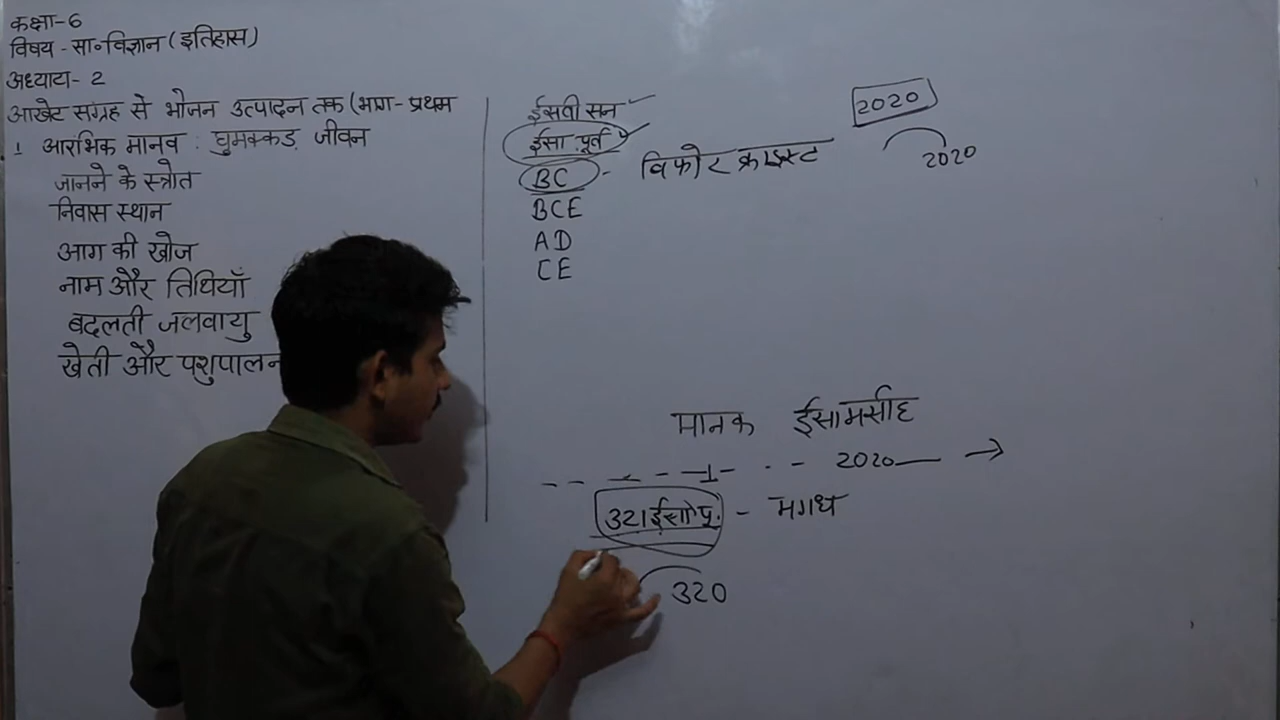 कक्षा-6
विषय - सा॰विज्ञान (इतिहास)
अध्याटा- 2
आखेट संग्रह से भोजन उत्पादन तक (भाग- प्रथम
1 आरंभिक मानव : घुमक्कड़ जीवन
जानने के स्त्रोत
निवास स्थान
आग की खोज
नाम और तिथियाँ
बदलती जलवायु
खेती और पशुपालन
ईसवी सन
ईसा पूर्व
BC - विफोर क्राइस्ट
BCE
AD
CE
2020
2020
मानक ईसामसीह
2020
321 ईसा पू. - मगध
320